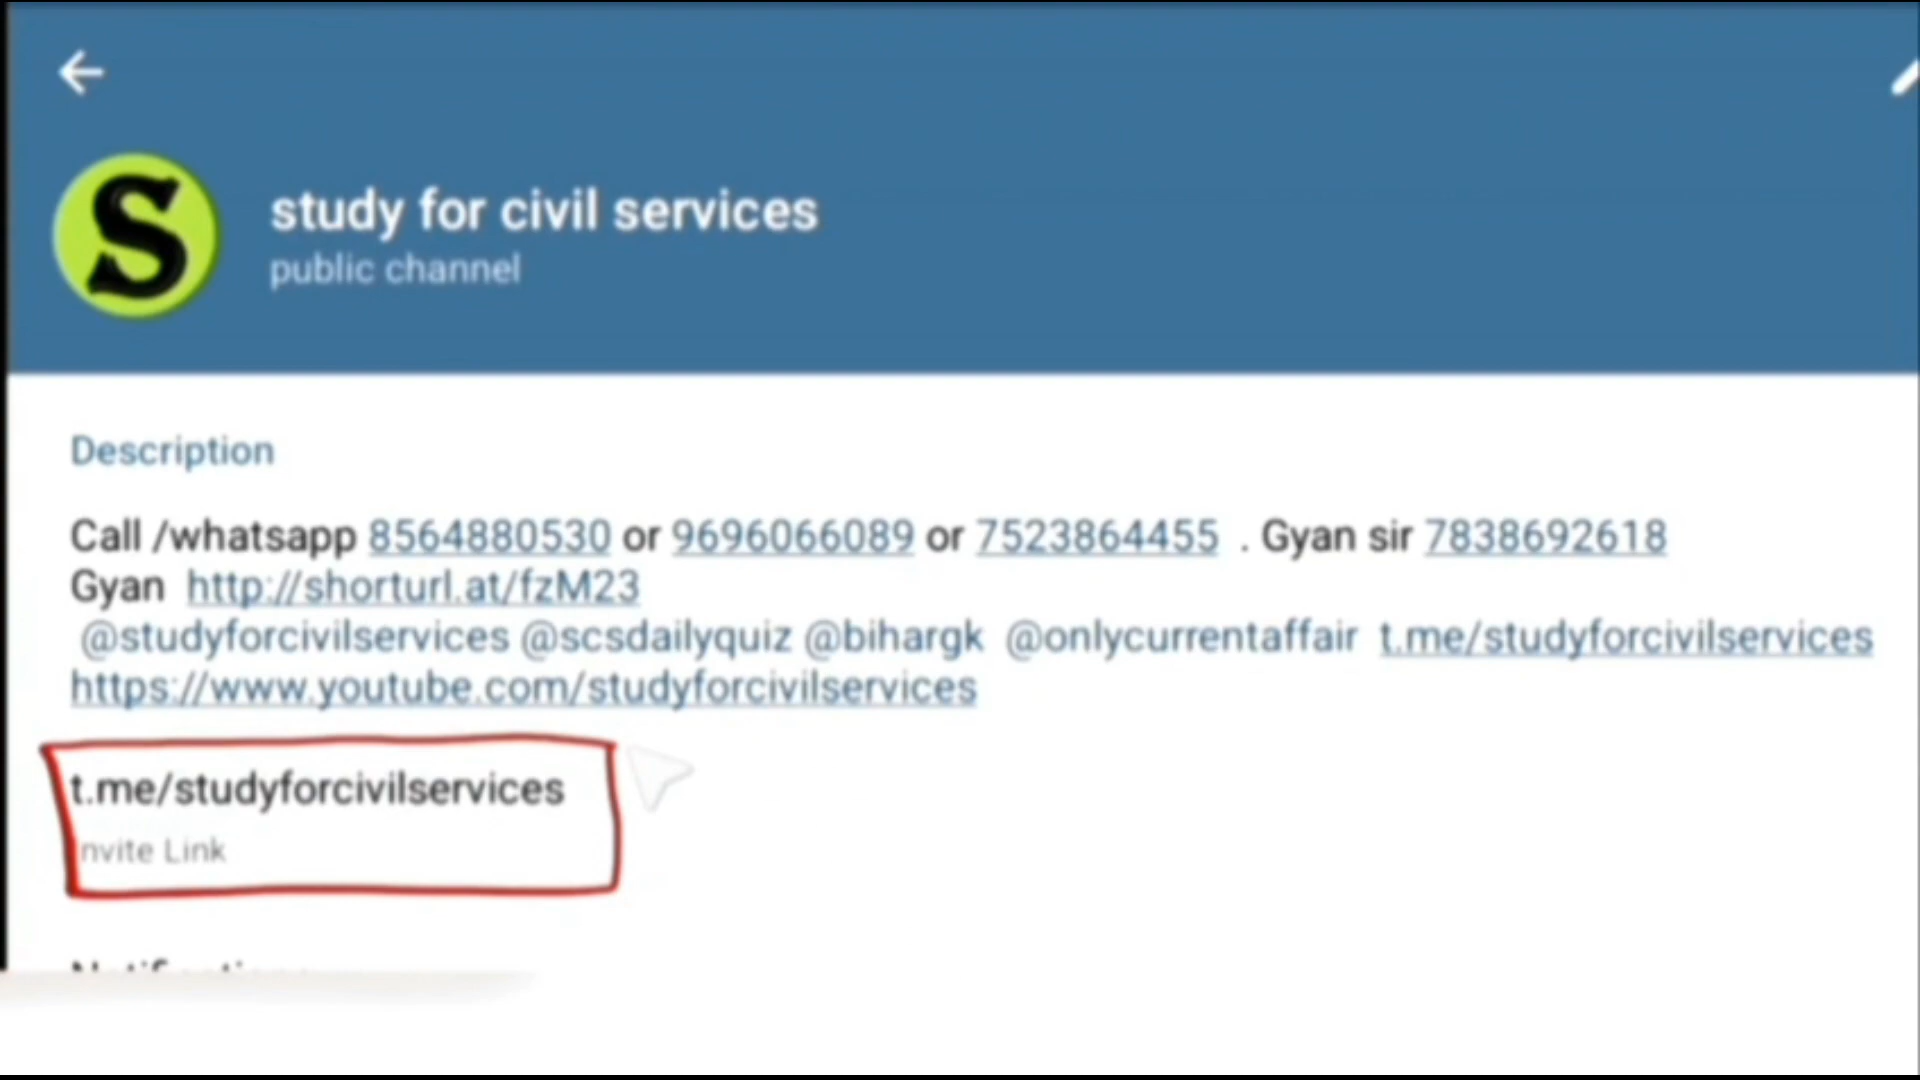 S
study for civil services
public channel
Description
Call /whatsapp 8564880530 or 9696066089 or 7523864455 . Gyan sir 7838692618
Gyan http://shorturl.at/fzM23
@studyforcivilservices @scsdailyquiz @bihargk @onlycurrentaffair t.me/studyforcivilservices
https://www.youtube.com/studyforcivilservices
t.me/studyforcivilservices
nvite Link